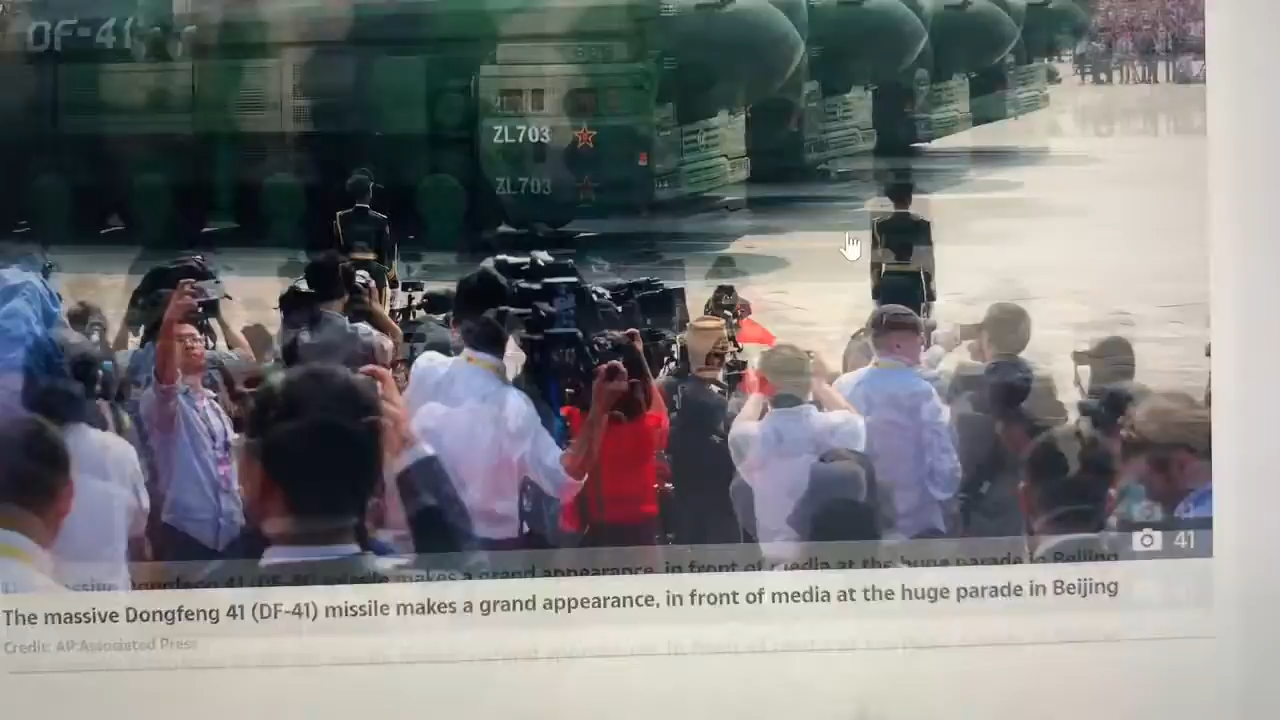 DF-41
ZL703
ZL703
41
The massive Dongfeng 41 (DF-41) missile makes a grand appearance, in front of media at the huge parade in Beijing
Credit: AP:Associated Press